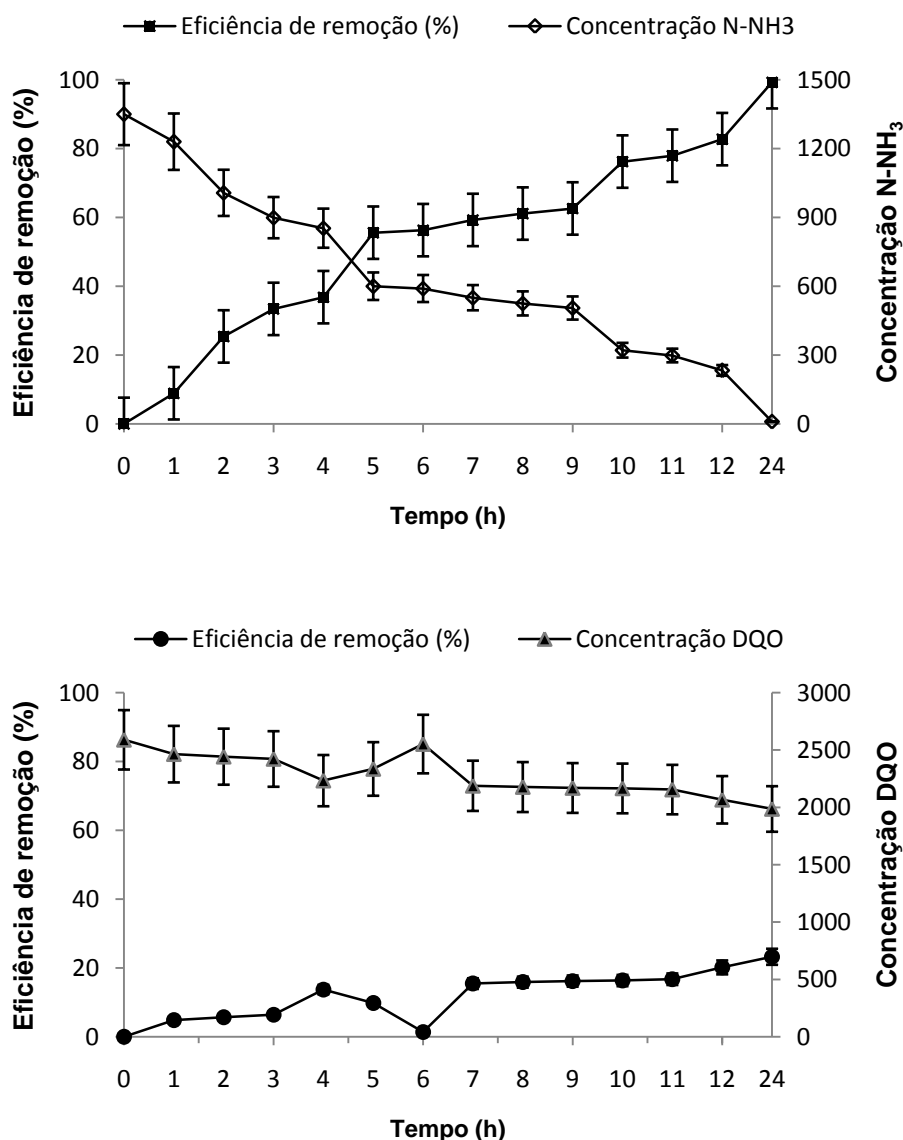 Eficiência de remoção (%) Concentração N-NH3
Eficiência de remoção (%)
100
80
60
40
20
0
1500
1200
900
600
300
0
Concentração N-NH₃
0 1 2 3 4 5 6 7 8 9 10 11 12 24
Tempo (h)
Eficiência de remoção (%) Concentração DQO
Eficiência de remoção (%)
100
80
60
40
20
0
3000
2500
2000
1500
1000
500
0
Concentração DQO
0 1 2 3 4 5 6 7 8 9 10 11 12 24
Tempo (h)